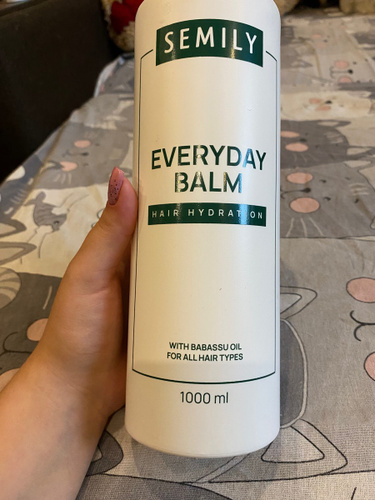 SEMILY
EVERYDAY
BALM
HAIR HYDRATION
WITH BABASSU OIL
FOR ALL HAIR TYPES
1000 ml